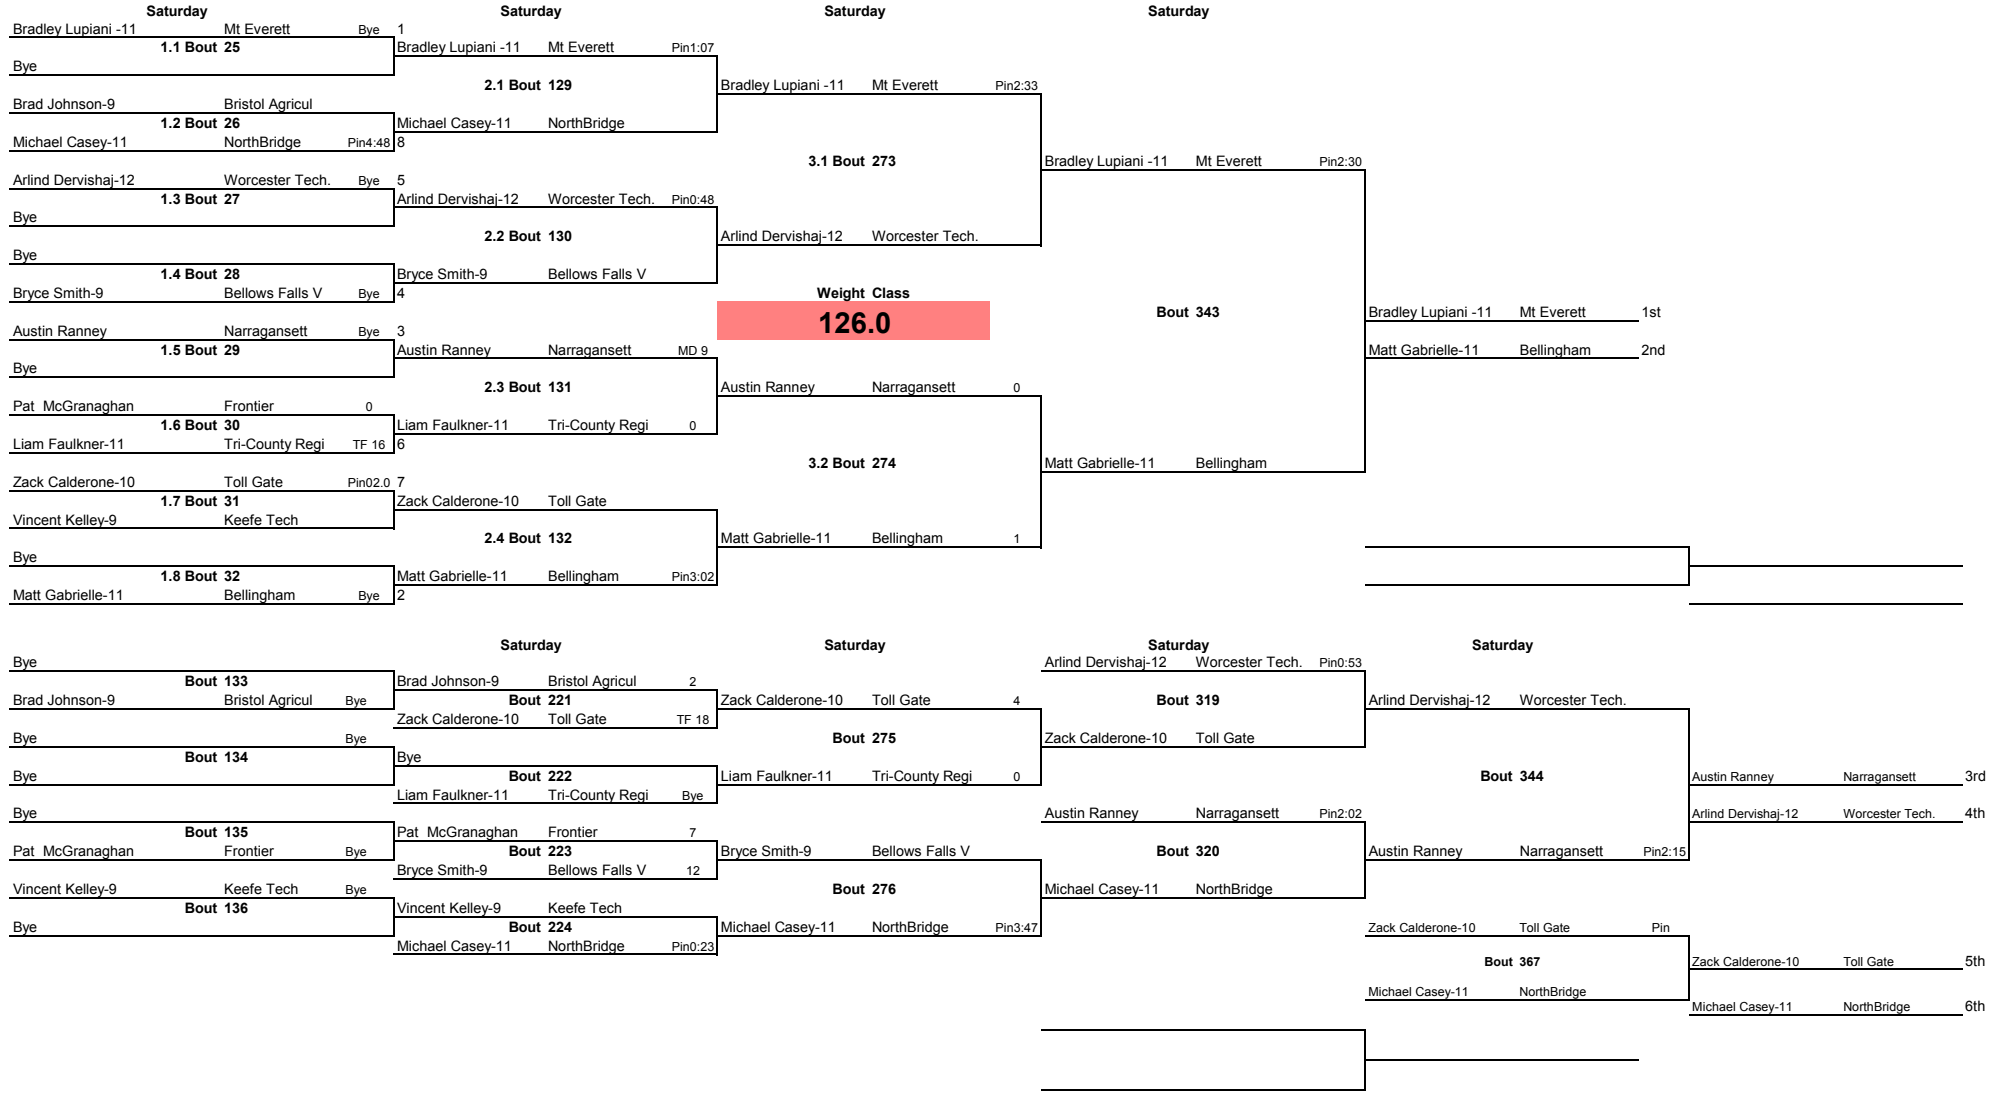 Saturday Saturday Saturday Saturday
Bradley Lupiani -11 Mt Everett Bye 1
1.1 Bout 25 Bradley Lupiani -11 Mt Everett Pin1:07
Bye
2.1 Bout 129 Bradley Lupiani -11 Mt Everett Pin2:33
Brad Johnson-9 Bristol Agricul
1.2 Bout 26 Michael Casey-11 NorthBridge
Michael Casey-11 NorthBridge Pin4:48 8
3.1 Bout 273 Bradley Lupiani -11 Mt Everett Pin2:30
Arlind Dervishaj-12 Worcester Tech. Bye 5
1.3 Bout 27 Arlind Dervishaj-12 Worcester Tech. Pin0:48
Bye
2.2 Bout 130 Arlind Dervishaj-12 Worcester Tech.
Bye
1.4 Bout 28 Bryce Smith-9 Bellows Falls V
Bryce Smith-9 Bellows Falls V Bye 4 Weight Class
Bout 343 Bradley Lupiani -11 Mt Everett 1st
126.0
Austin Ranney Narragansett Bye 3
1.5 Bout 29 Austin Ranney Narragansett MD 9 Matt Gabrielle-11 Bellingham 2nd
Bye
2.3 Bout 131 Austin Ranney Narragansett 0
Pat McGranaghan Frontier 0
1.6 Bout 30 Liam Faulkner-11 Tri-County Regi 0
Liam Faulkner-11 Tri-County Regi TF 16 6
3.2 Bout 274 Matt Gabrielle-11 Bellingham
Zack Calderone-10 Toll Gate Pin02.0 7
1.7 Bout 31 Zack Calderone-10 Toll Gate
Vincent Kelley-9 Keefe Tech
2.4 Bout 132 Matt Gabrielle-11 Bellingham 1
Bye
1.8 Bout 32 Matt Gabrielle-11 Bellingham Pin3:02
Matt Gabrielle-11 Bellingham Bye 2
Saturday Saturday Saturday Saturday
Bye Arlind Dervishaj-12 Worcester Tech. Pin0:53
Bout 133 Brad Johnson-9 Bristol Agricul 2
Brad Johnson-9 Bristol Agricul Bye Bout 221 Zack Calderone-10 Toll Gate 4 Bout 319 Arlind Dervishaj-12 Worcester Tech.
Zack Calderone-10 Toll Gate TF 18
Bye Bye Bout 275 Zack Calderone-10 Toll Gate
Bout 134 Bye
Bye Bout 222 Liam Faulkner-11 Tri-County Regi 0 Bout 344 Austin Ranney Narragansett 3rd
Liam Faulkner-11 Tri-County Regi Bye
Bye Austin Ranney Narragansett Pin2:02 Arlind Dervishaj-12 Worcester Tech. 4th
Bout 135 Pat McGranaghan Frontier 7
Pat McGranaghan Frontier Bye Bout 223 Bryce Smith-9 Bellows Falls V Bout 320 Austin Ranney Narragansett Pin2:15
Bryce Smith-9 Bellows Falls V 12
Vincent Kelley-9 Keefe Tech Bye Bout 276 Michael Casey-11 NorthBridge
Bout 136 Vincent Kelley-9 Keefe Tech
Bye Bout 224 Michael Casey-11 NorthBridge Pin3:47 Zack Calderone-10 Toll Gate Pin
Michael Casey-11 NorthBridge Pin0:23
Bout 367 Zack Calderone-10 Toll Gate 5th
Michael Casey-11 NorthBridge
Michael Casey-11 NorthBridge 6th